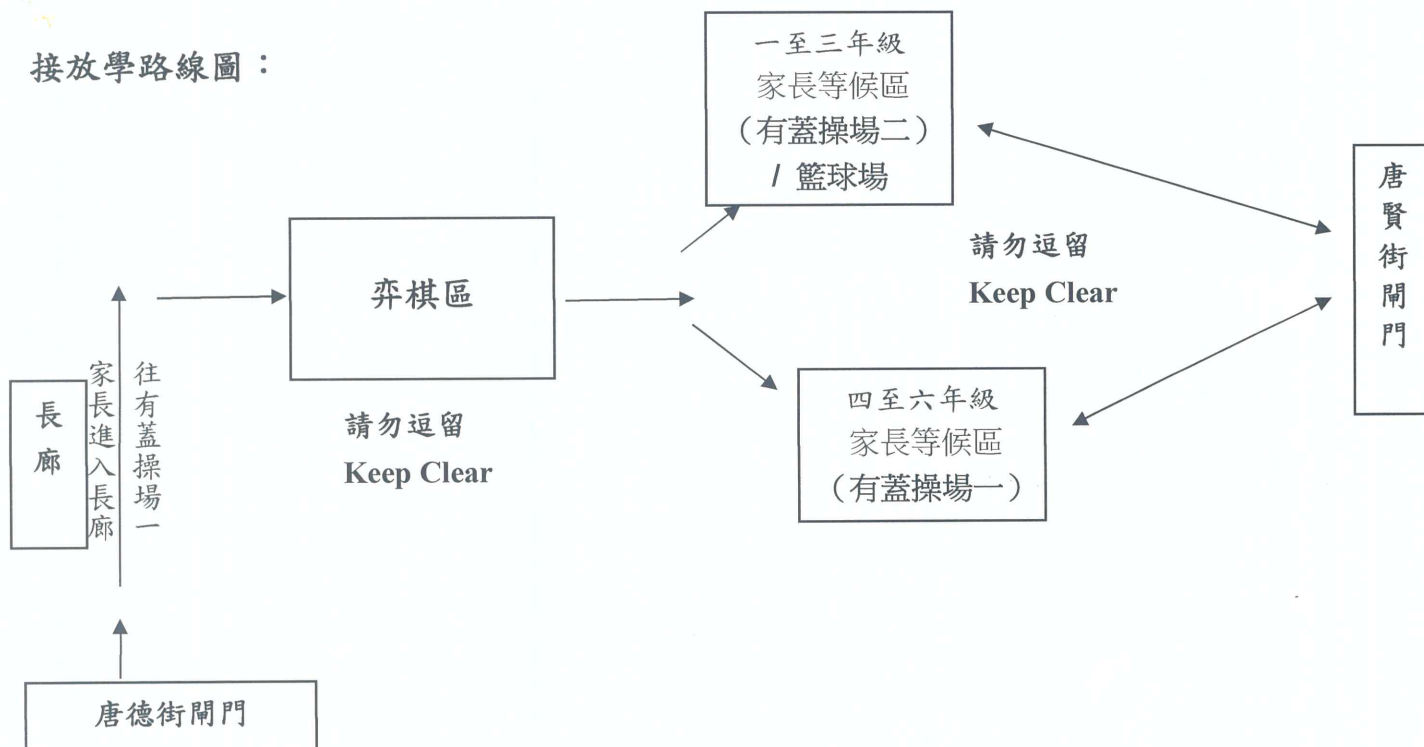 接放學路線圖：
一至三年級
家長等候區
（有蓋操場二）
/ 籃球場
唐賢街閘門
請勿逗留
Keep Clear
弈棋區
長廊
家長進入長廊
往有蓋操場一
請勿逗留
Keep Clear
四至六年級
家長等候區
（有蓋操場一）
唐德街閘門